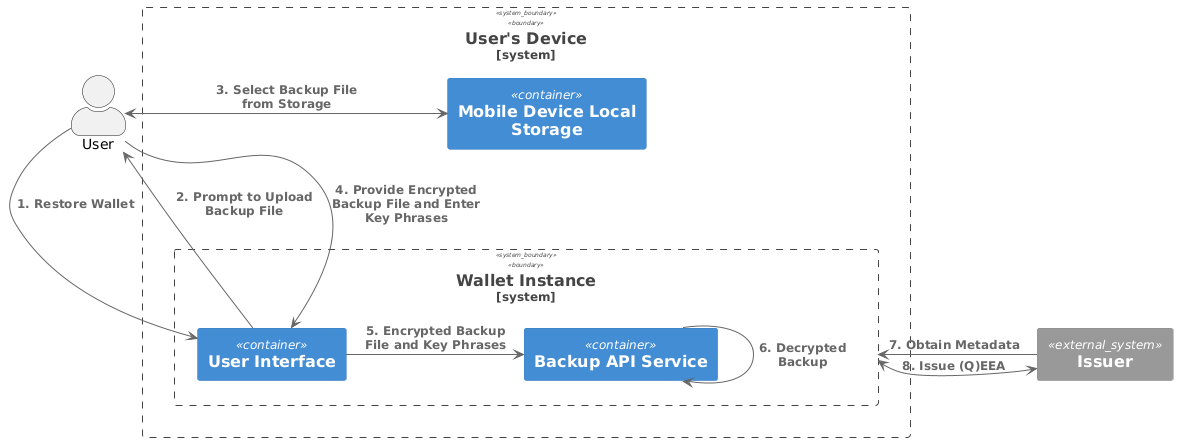 «system_boundary»
«boundary»
User's Device
[system]
3. Select Backup File
from Storage
«container»
Mobile Device Local
Storage
User
1. Restore Wallet
2. Prompt to Upload
Backup File
4. Provide Encrypted
Backup File and Enter
Key Phrases
«system_boundary»
«boundary»
Wallet Instance
[system]
«container»
User Interface
5. Encrypted Backup
File and Key Phrases
«container»
Backup API Service
6. Decrypted
Backup
7. Obtain Metadata
8. Issue (Q)EEA
«external_system»
Issuer